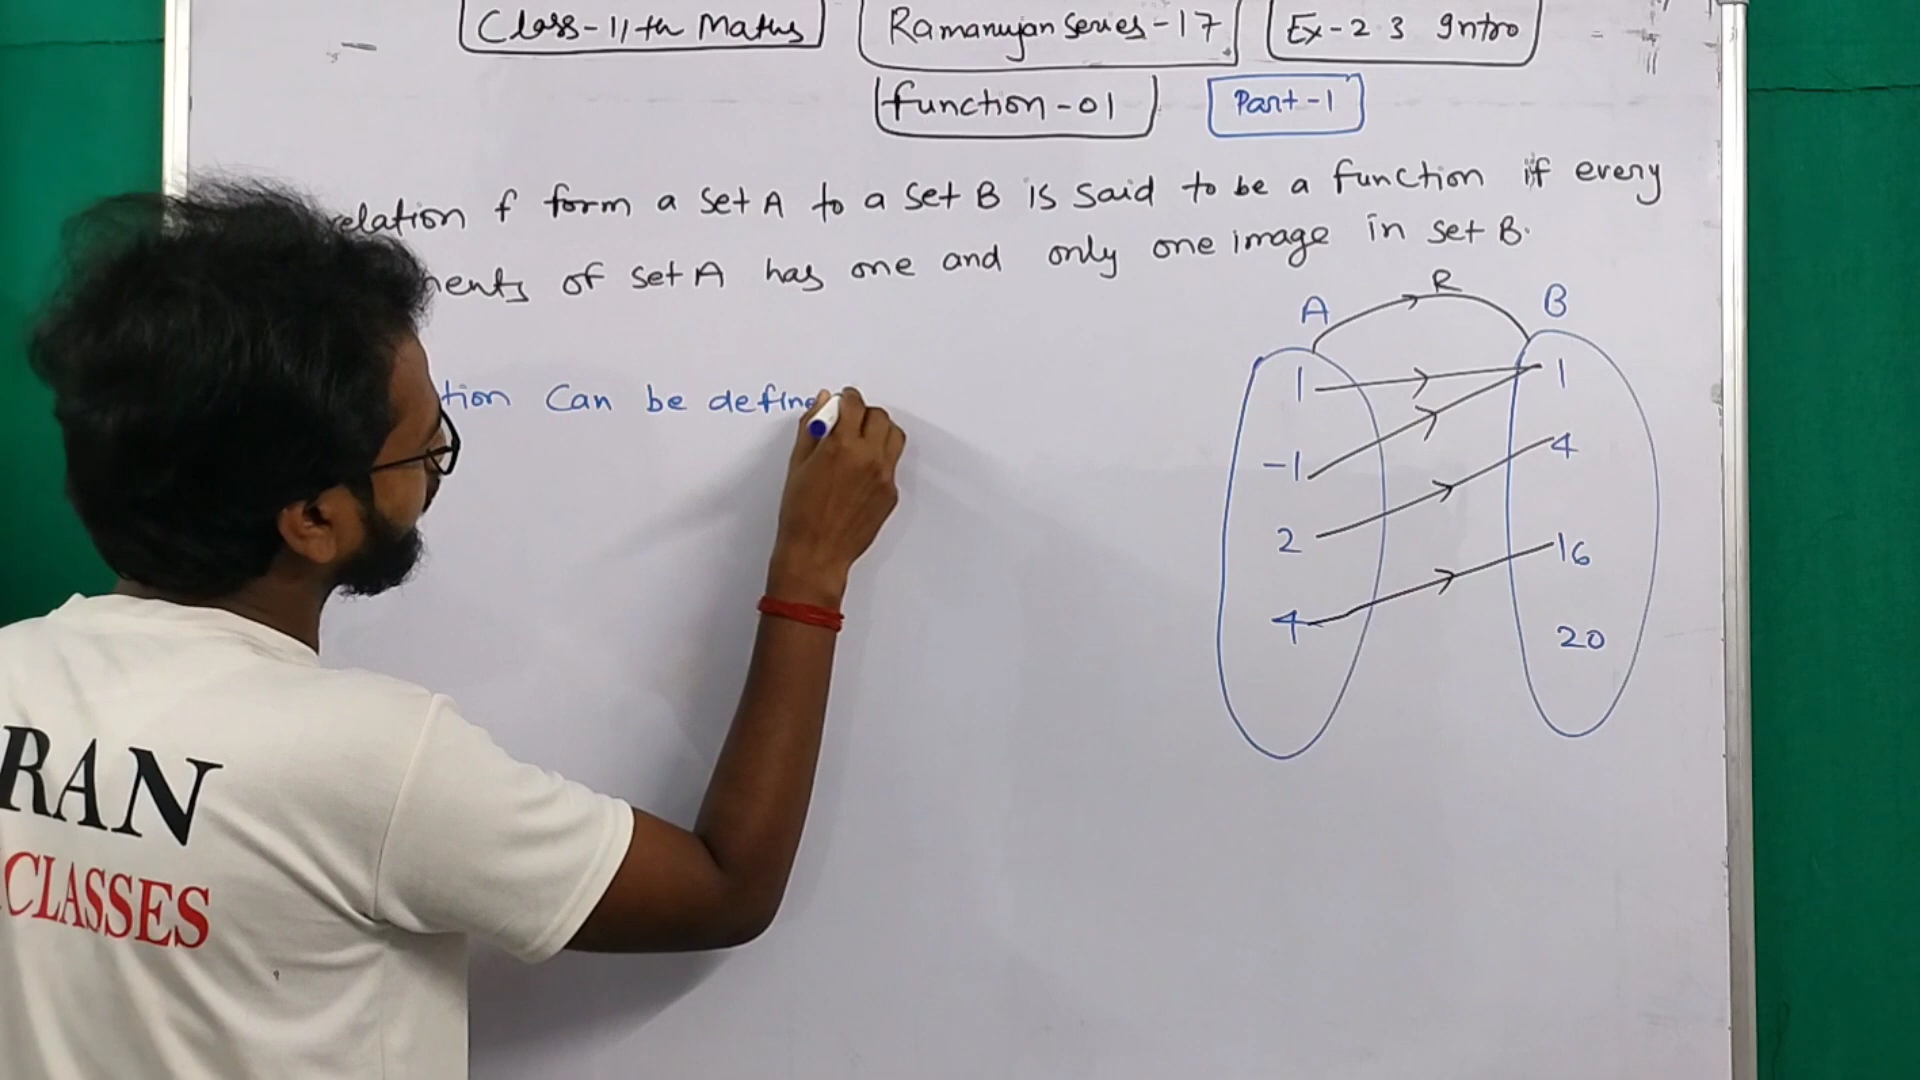 Class-11th Maths Ramanujan Series-17 Ex-2 3 Intro
function-01 Part-1
relation f form a set A to a set B is said to be a function if every
ments of set A has one and only one image in set B.
R
A B
tion Can be define
1 1
-1 4
2 16
4 20
RAN
CLASSES